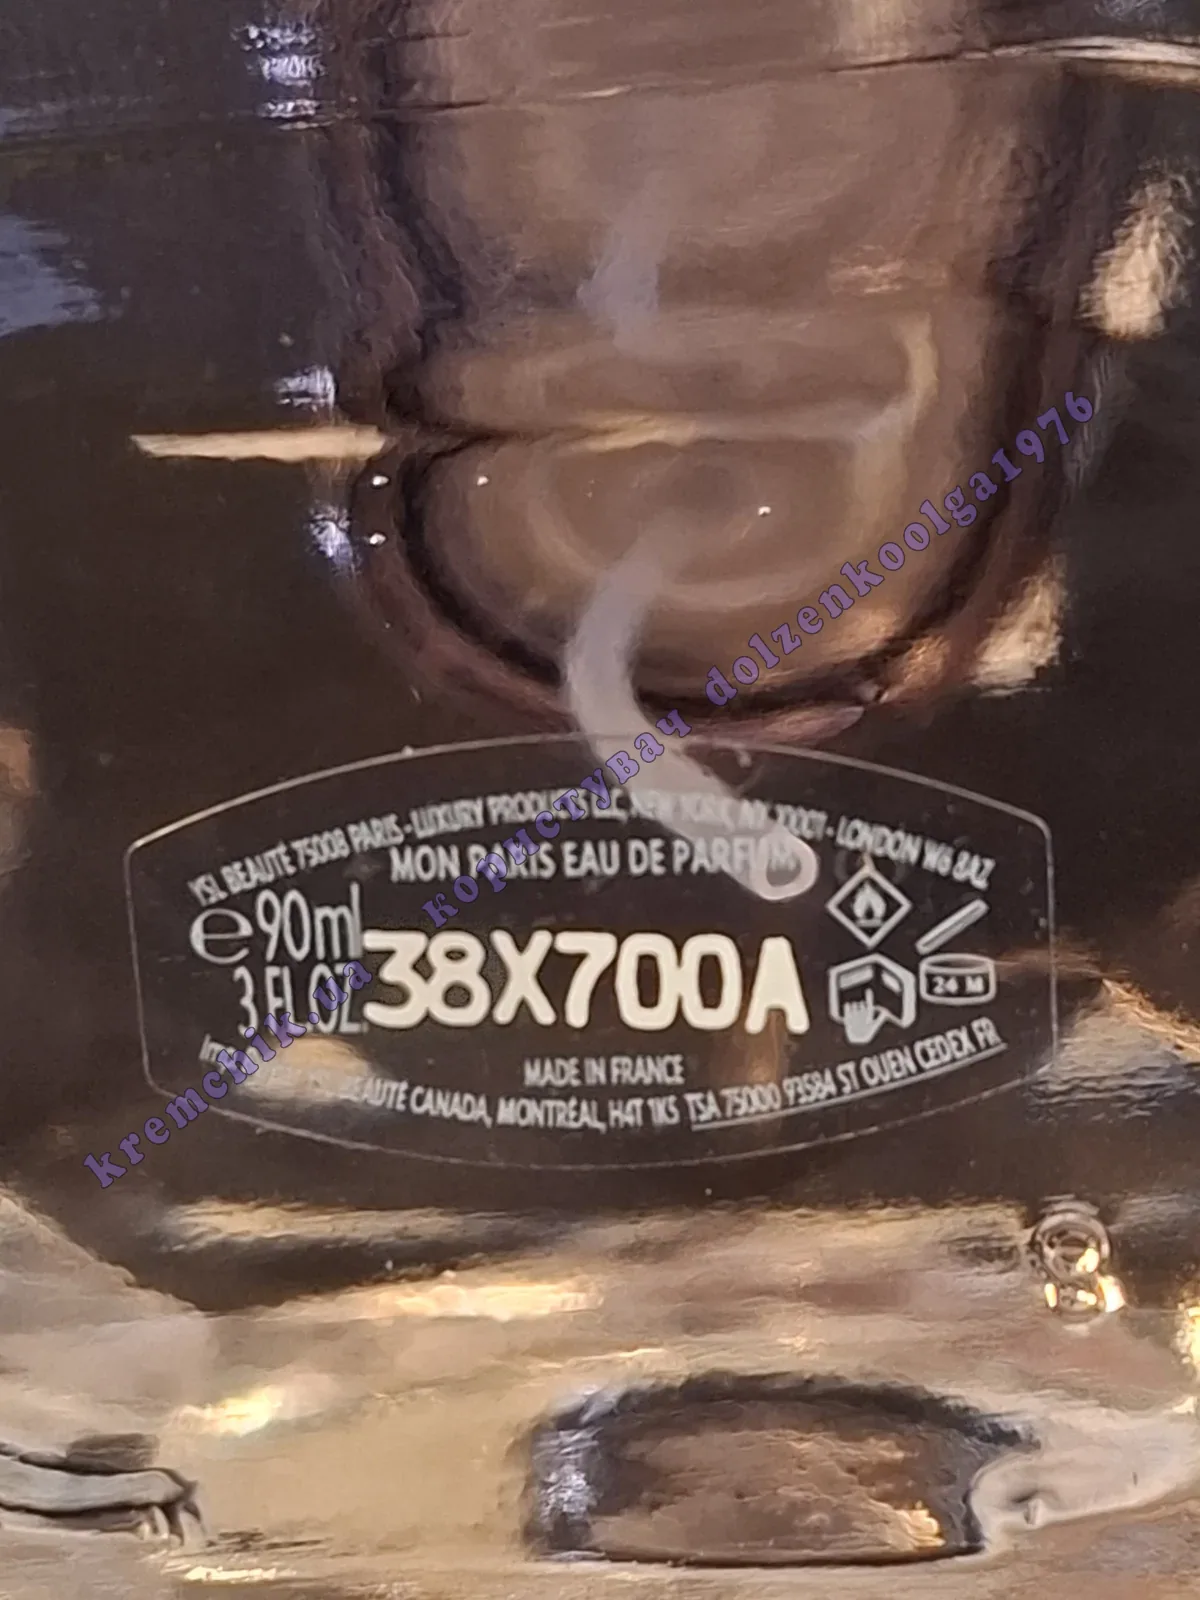 YSL BEAUTÉ 75008 PARIS - LUXURY PRODUCTS LLC, NEW YORK, NY, 10001 - LONDON W6 8AZ
MON PARIS EAU DE PARFUM
e 90ml
3 FL.OZ.
38X700A
24 M
MADE IN FRANCE
BEAUTÉ CANADA, MONTRÉAL, H4T 1K5 TSA 75000 93584 ST OUEN CEDEX FR
kremchik.ua користувач dolzenkoolga1976